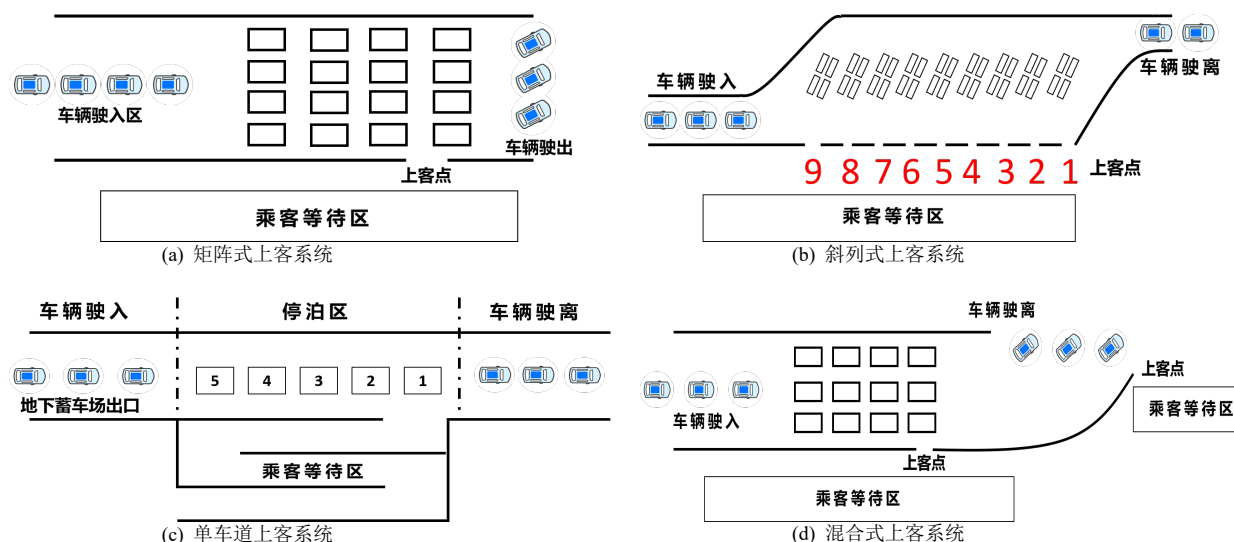 车辆驶入区
车辆驶出
上客点
乘客等待区
(a) 矩阵式上客系统
车辆驶入
车辆驶离
9 8 7 6 5 4 3 2 1
上客点
乘客等待区
(b) 斜列式上客系统
车辆驶入
停泊区
车辆驶离
5 4 3 2 1
地下蓄车场出口
乘客等待区
(c) 单车道上客系统
车辆驶离
上客点
乘客等待区
车辆驶入
上客点
乘客等待区
(d) 混合式上客系统